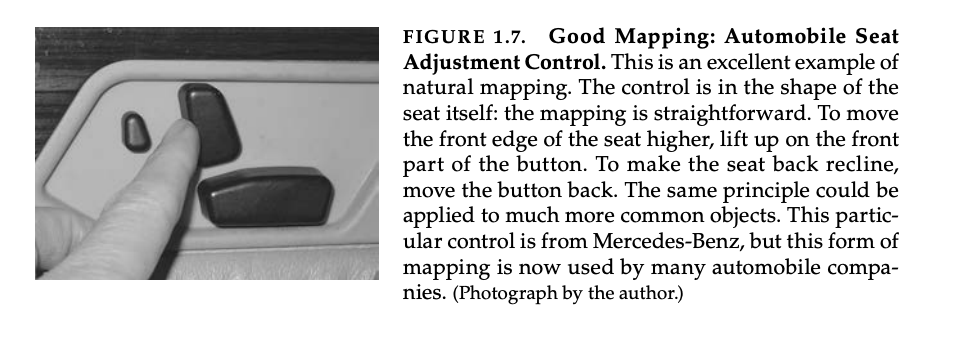 FIGURE 1.7. Good Mapping: Automobile Seat
Adjustment Control. This is an excellent example of
natural mapping. The control is in the shape of the
seat itself: the mapping is straightforward. To move
the front edge of the seat higher, lift up on the front
part of the button. To make the seat back recline,
move the button back. The same principle could be
applied to much more common objects. This partic-
ular control is from Mercedes-Benz, but this form of
mapping is now used by many automobile compa-
nies. (Photograph by the author.)